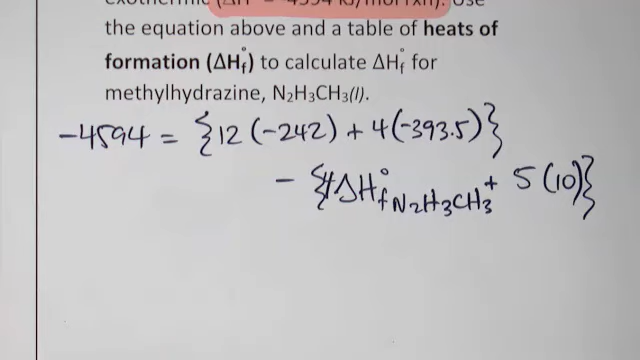 exothermic (ΔH° = -4594 kJ/mol rxn). Use
the equation above and a table of heats of
formation (ΔH°f) to calculate ΔH°f for
methylhydrazine, N₂H₃CH₃(l).
-4594 = {12(-242) + 4(-393.5)}
- {4ΔH°f N₂H₃CH₃ + 5(10)}